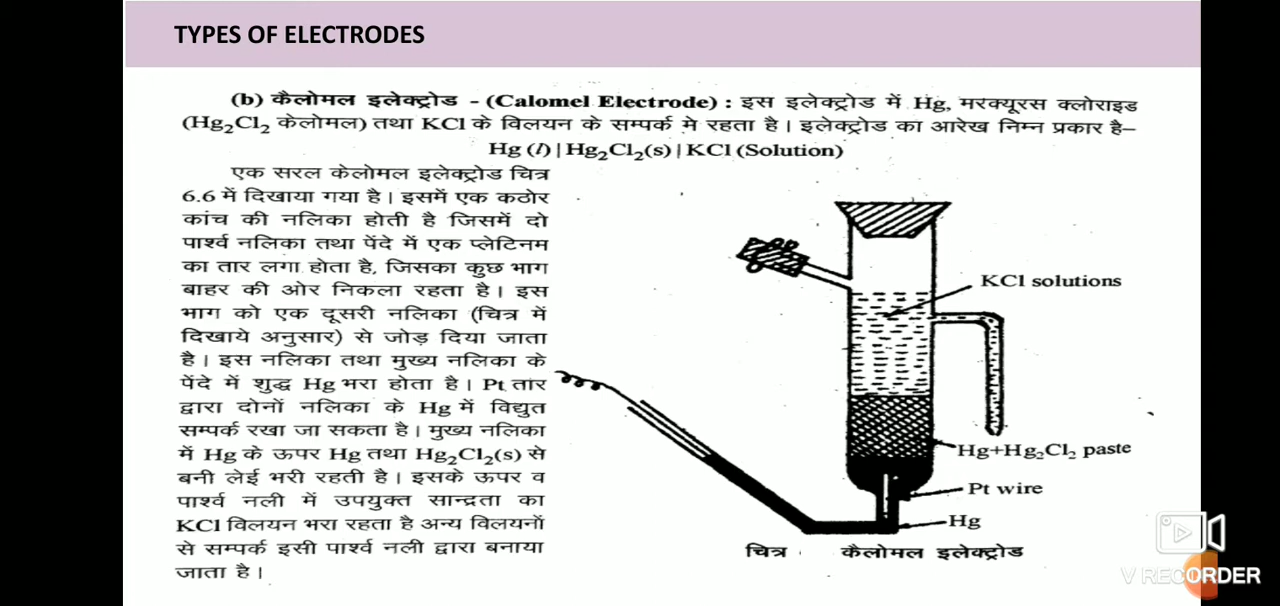 TYPES OF ELECTRODES
(b) कैलोमल इलेक्ट्रोड - (Calomel Electrode) : इस इलेक्ट्रोड में Hg, मरक्यूरस क्लोराइड
(Hg₂Cl₂ केलोमल) तथा KCl के विलयन के सम्पर्क मे रहता है। इलेक्ट्रोड का आरेख निम्न प्रकार है–
Hg (l) | Hg₂Cl₂(s) | KCl (Solution)
एक सरल केलोमल इलेक्ट्रोड चित्र
6.6 में दिखाया गया है। इसमें एक कठोर
कांच की नलिका होती है जिसमें दो
पार्श्व नलिका तथा पेंदे में एक प्लेटिनम
का तार लगा होता है, जिसका कुछ भाग
बाहर की ओर निकला रहता है। इस
भाग को एक दूसरी नलिका (चित्र में
दिखाये अनुसार) से जोड़ दिया जाता
है। इस नलिका तथा मुख्य नलिका के
पेंदे में शुद्ध Hg भरा होता है। Pt तार
द्वारा दोनों नलिका के Hg में विद्युत
सम्पर्क रखा जा सकता है। मुख्य नलिका
में Hg के ऊपर Hg तथा Hg₂Cl₂(s) से
बनी लेई भरी रहती है। इसके ऊपर व
पार्श्व नली में उपयुक्त सान्द्रता का
KCl विलयन भरा रहता है अन्य विलयनों
से सम्पर्क इसी पार्श्व नली द्वारा बनाया
जाता है।
KCl solutions
Hg+Hg₂Cl₂ paste
Pt wire
Hg
चित्र कैलोमल इलेक्ट्रोड
V RECORDER